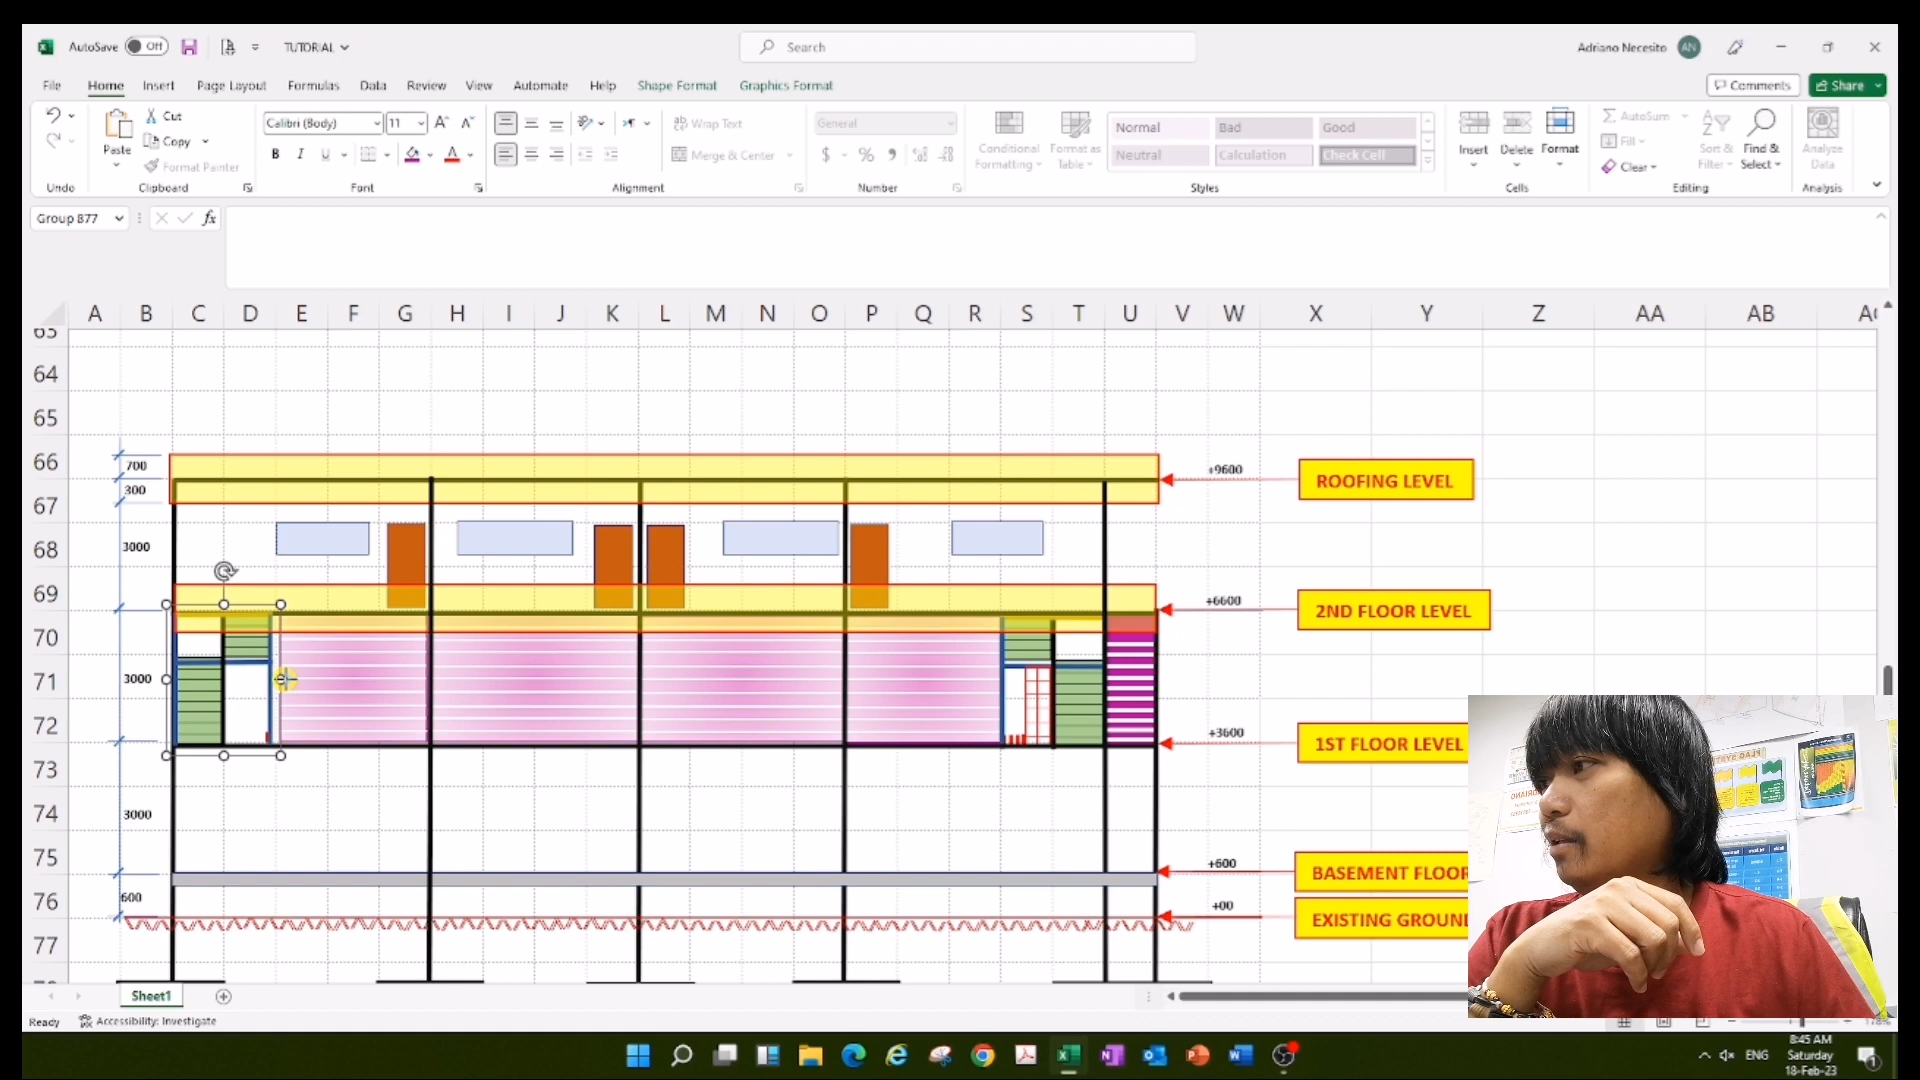 AutoSave Off TUTORIAL Search Adriano Necesito AN
File Home Insert Page Layout Formulas Data Review View Automate Help Shape Format Graphics Format Comments Share
Cut Calibri (Body) 11 A A Wrap Text General Conditional Formatting Format as Table Normal Bad Good Insert Delete Format AutoSum Sort & Filter Find & Select Analyze Data
Paste Copy B I U A Merge & Center $ % Neutral Calculation Check Cell Fill
Format Painter Clear
Undo Clipboard Font Alignment Number Styles Cells Editing Analysis
Group 877 fx
A B C D E F G H I J K L M N O P Q R S T U V W X Y Z AA AB
65
64
65
66 700 +9600 ROOFING LEVEL
300
67
68 3000
69 +6600 2ND FLOOR LEVEL
70
71 3000
72 +3600 1ST FLOOR LEVEL
73
74 3000
75 +600 BASEMENT FLOOR
76 600 +00
77 EXISTING GROUN
Sheet1
Ready Accessibility: Investigate
ENG 8:45 AM
Saturday
18-Feb-23